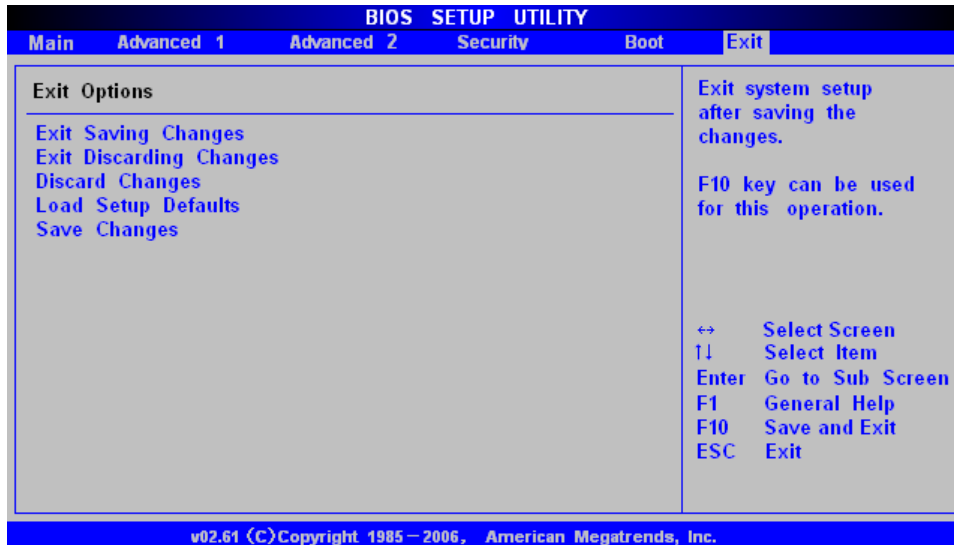 BIOS SETUP UTILITY
Main Advanced 1 Advanced 2 Security Boot Exit
Exit Options
Exit Saving Changes
Exit Discarding Changes
Discard Changes
Load Setup Defaults
Save Changes
Exit system setup
after saving the
changes.
F10 key can be used
for this operation.
↔ Select Screen
↑↓ Select Item
Enter Go to Sub Screen
F1 General Help
F10 Save and Exit
ESC Exit
v02.61 (C)Copyright 1985-2006, American Megatrends, Inc.